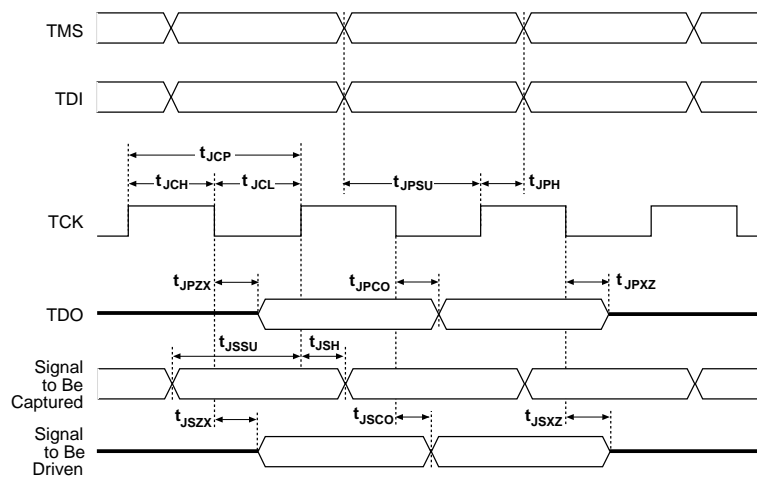 TMS
TDI
tJCP
tJCH
tJCL
tJPSU
tJPH
TCK
tJPZX
tJPCO
tJPXZ
TDO
tJSSU
tJSH
Signal
to Be
Captured
tJSZX
tJSCO
tJSXZ
Signal
to Be
Driven